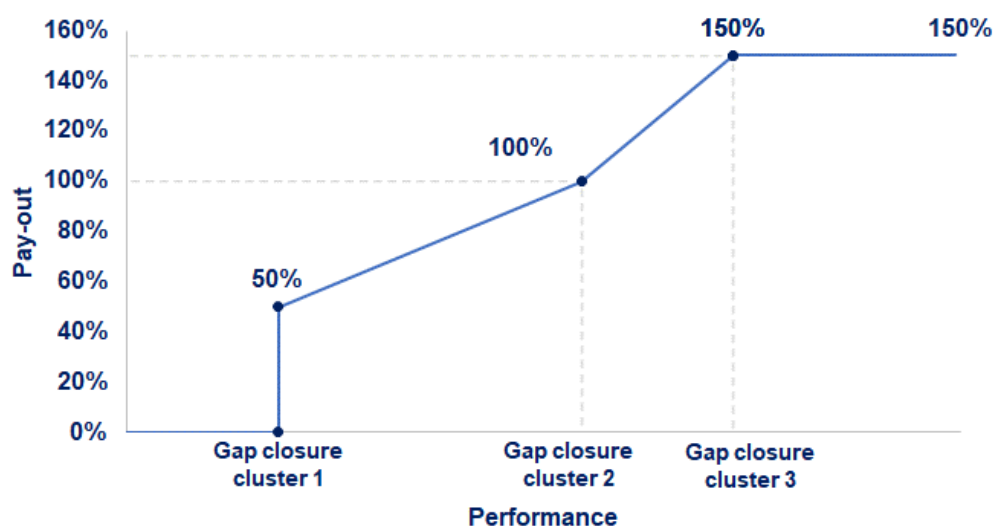 160%
150%
150%
140%
120%
100%
100%
80%
60%
50%
40%
20%
0%
Pay-out
Gap closure
cluster 1
Gap closure
cluster 2
Gap closure
cluster 3
Performance